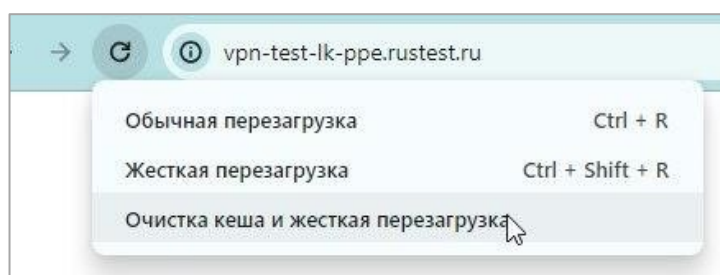 vpn-test-lk-ppe.rustest.ru
Обычная перезагрузка Ctrl + R
Жесткая перезагрузка Ctrl + Shift + R
Очистка кеша и жесткая перезагрузка